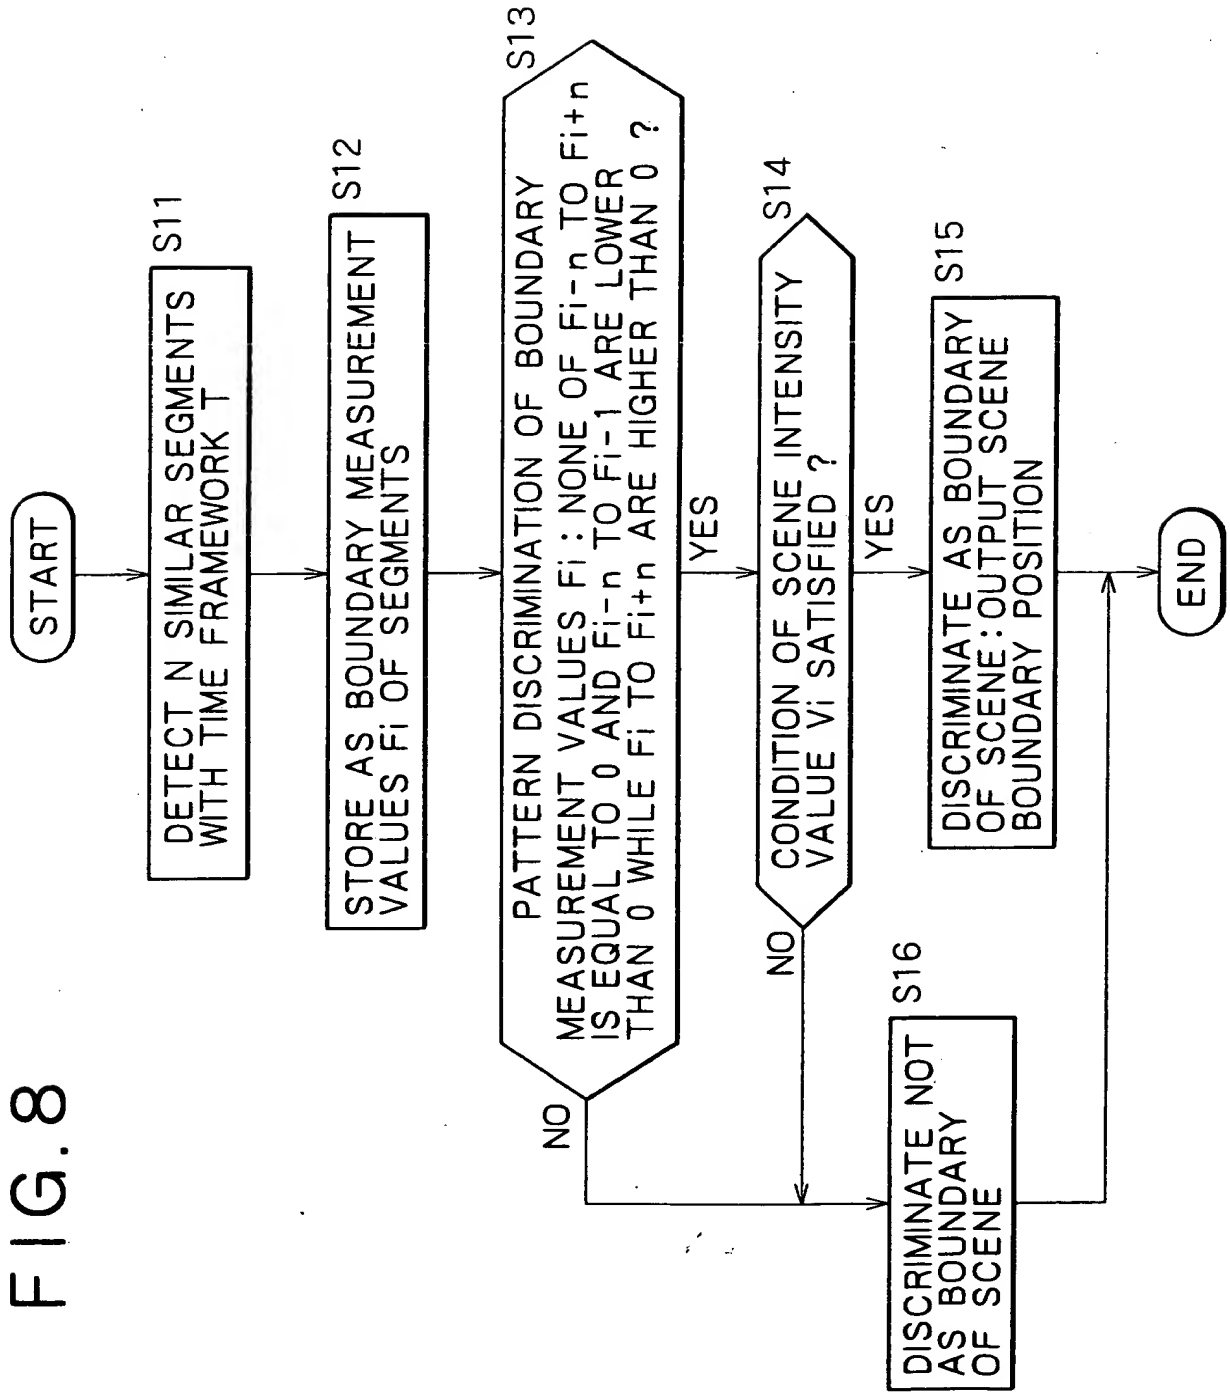 FIG. 8
START
DETECT N SIMILAR SEGMENTS
WITH TIME FRAMEWORK T
S11
STORE AS BOUNDARY MEASUREMENT
VALUES Fi OF SEGMENTS
S12
PATTERN DISCRIMINATION OF BOUNDARY
MEASUREMENT VALUES Fi : NONE OF Fi-n TO Fi+n
IS EQUAL TO 0 AND Fi-n TO Fi-1 ARE LOWER
THAN 0 WHILE Fi TO Fi+n ARE HIGHER THAN 0 ?
S13
NO
YES
CONDITION OF SCENE INTENSITY
VALUE Vi SATISFIED ?
S14
NO
YES
DISCRIMINATE AS BOUNDARY
OF SCENE:OUTPUT SCENE
BOUNDARY POSITION
S15
DISCRIMINATE NOT
AS BOUNDARY
OF SCENE
S16
END